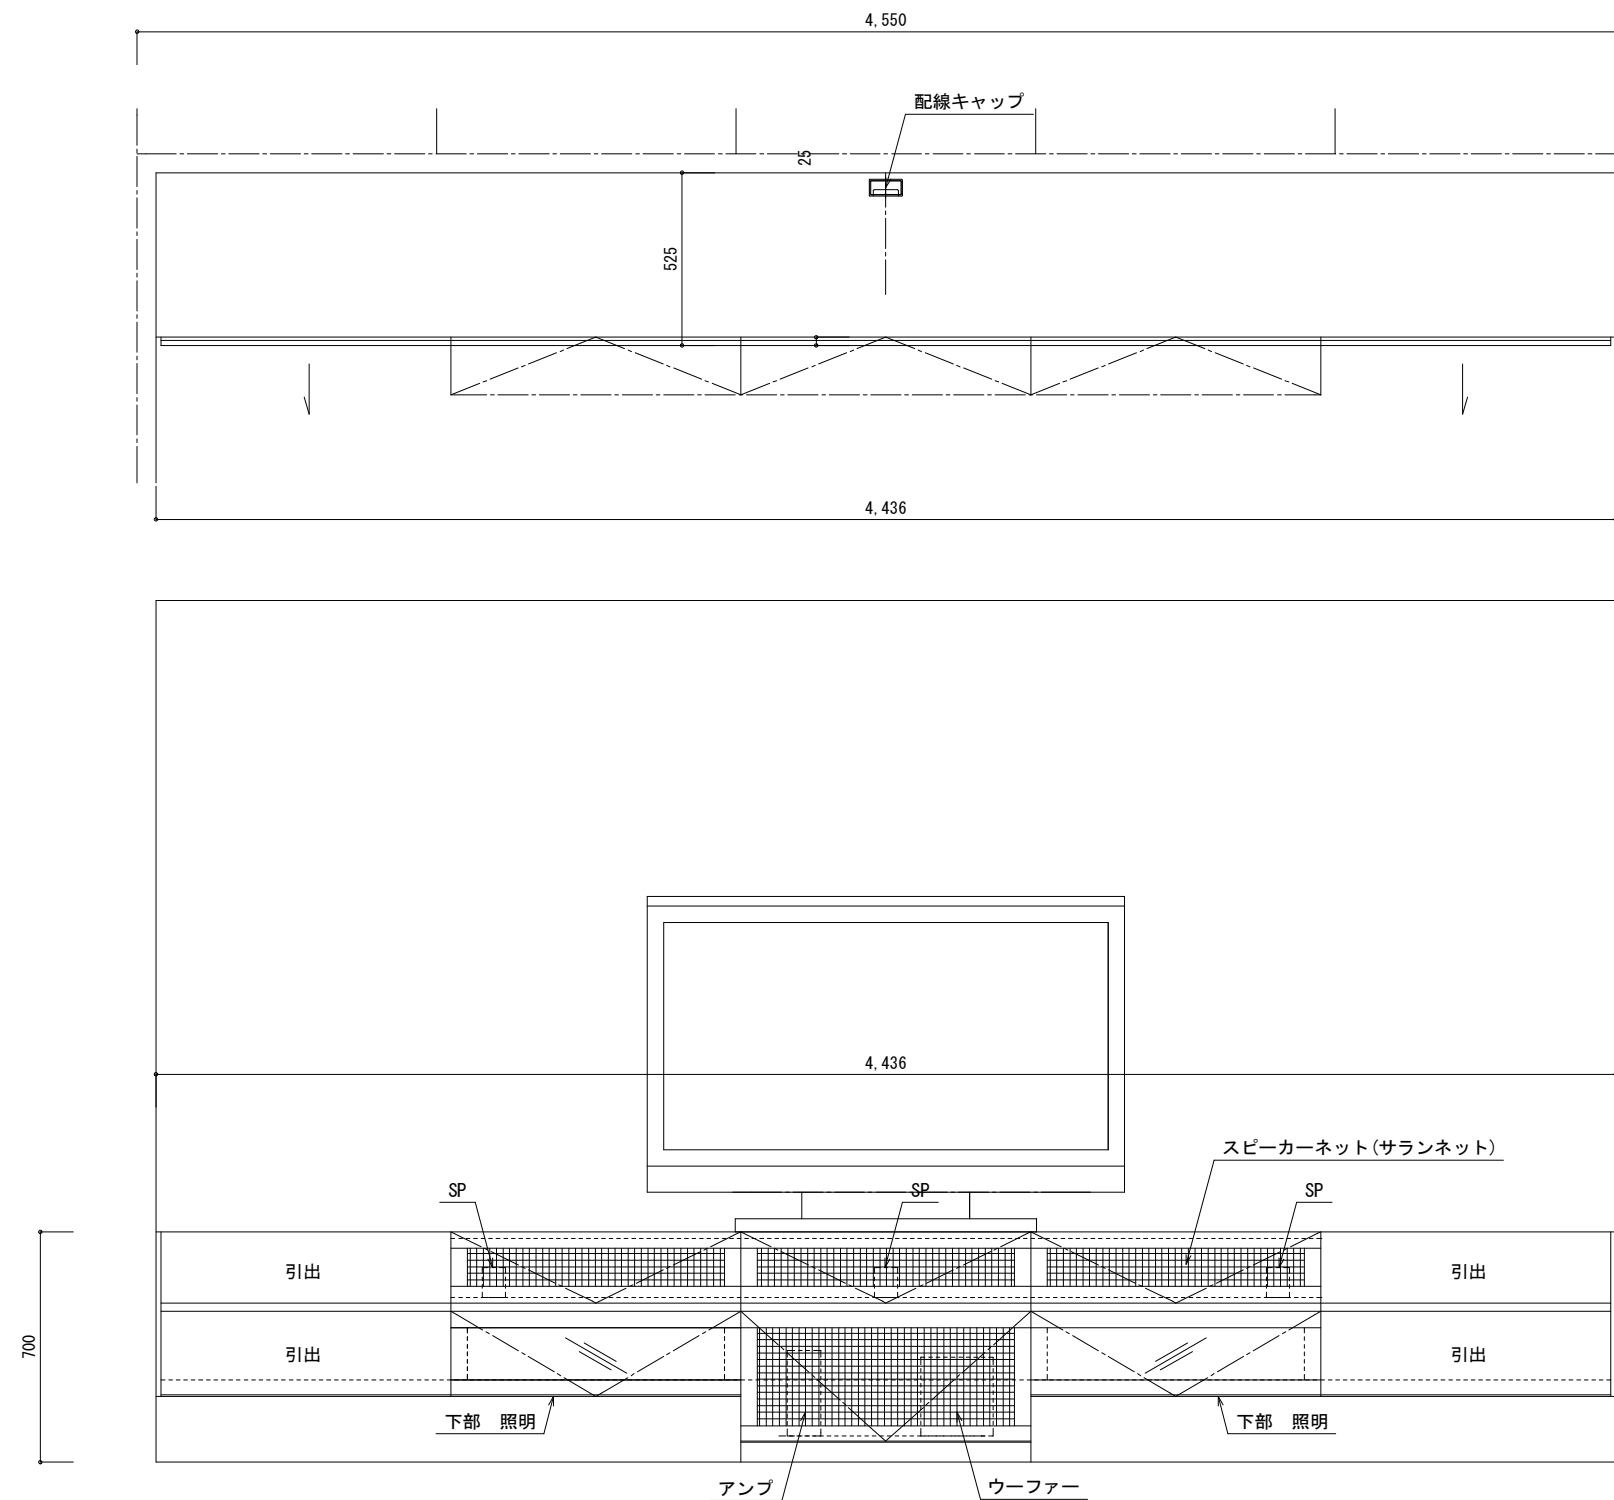 4,550
配線キャップ
25
525
4,436
4,436
スピーカーネット(サランネット)
SP
SP
SP
引出
引出
700
引出
引出
下部　照明
下部　照明
アンプ
ウーファー